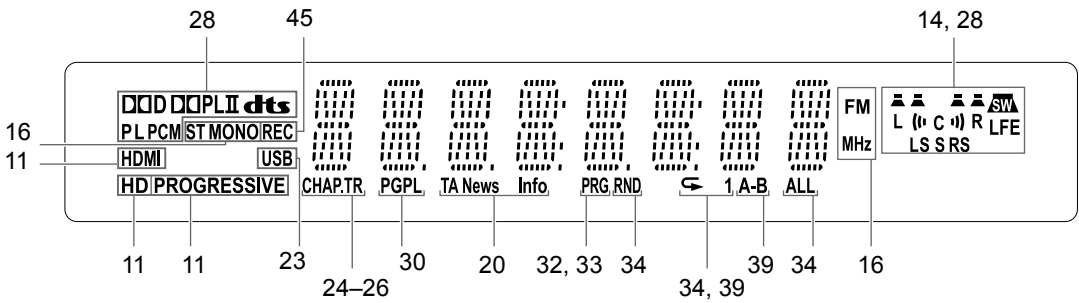 28 45 14, 28
DD D DD PL II dts
16 PL PCM ST MONO REC FM L C R SW LFE
11 HDMI USB MHz LS S RS
HD PROGRESSIVE CHAP.TR PGPL TA News Info PRG RND 1 A-B ALL
11 11 23 30 20 32, 33 34 39 34 16
24–26 34, 39